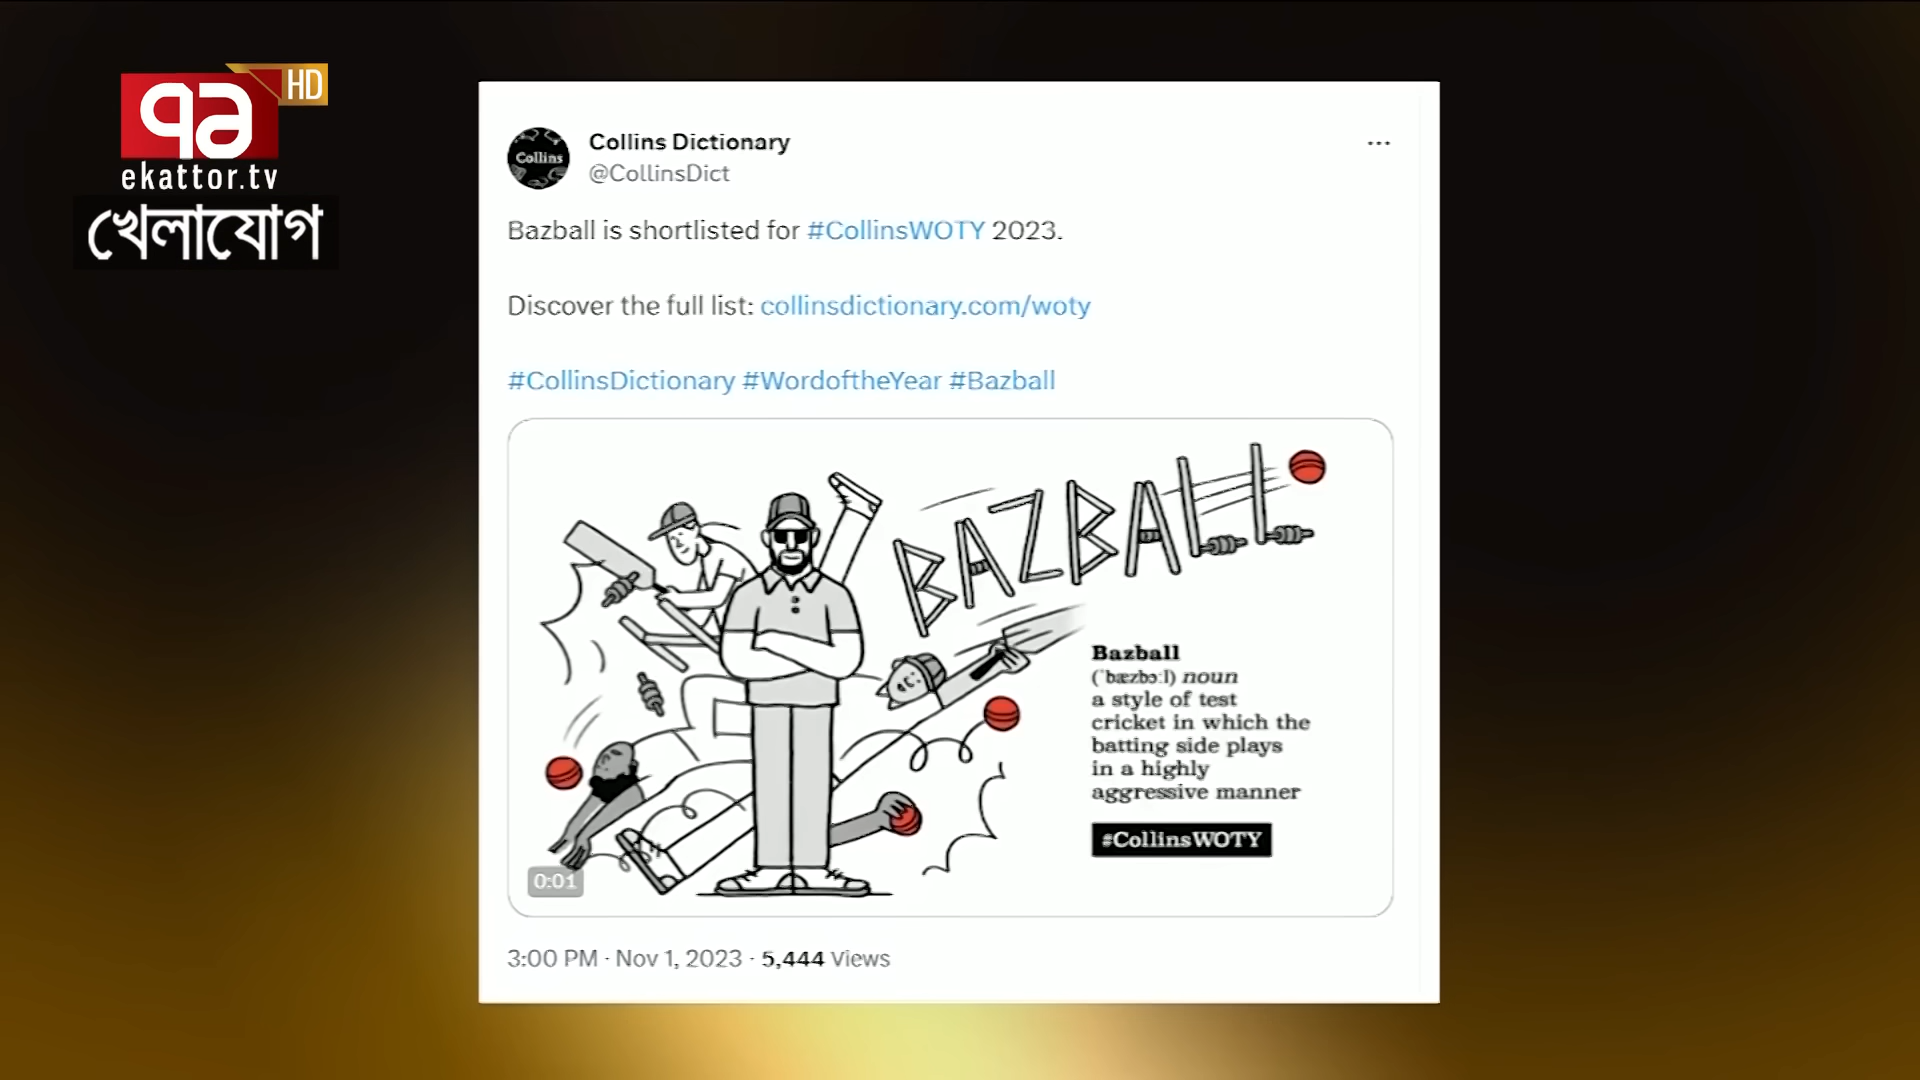 HD
ekattor.tv
খেলাযোগ
Collins
Collins Dictionary
@CollinsDict
Bazball is shortlisted for #CollinsWOTY 2023.
Discover the full list: collinsdictionary.com/woty
#CollinsDictionary #WordoftheYear #Bazball
BAZBALL
Bazball
(ˈbæzbɔːl) noun
a style of test
cricket in which the
batting side plays
in a highly
aggressive manner
#CollinsWOTY
0:01
3:00 PM · Nov 1, 2023 · 5,444 Views